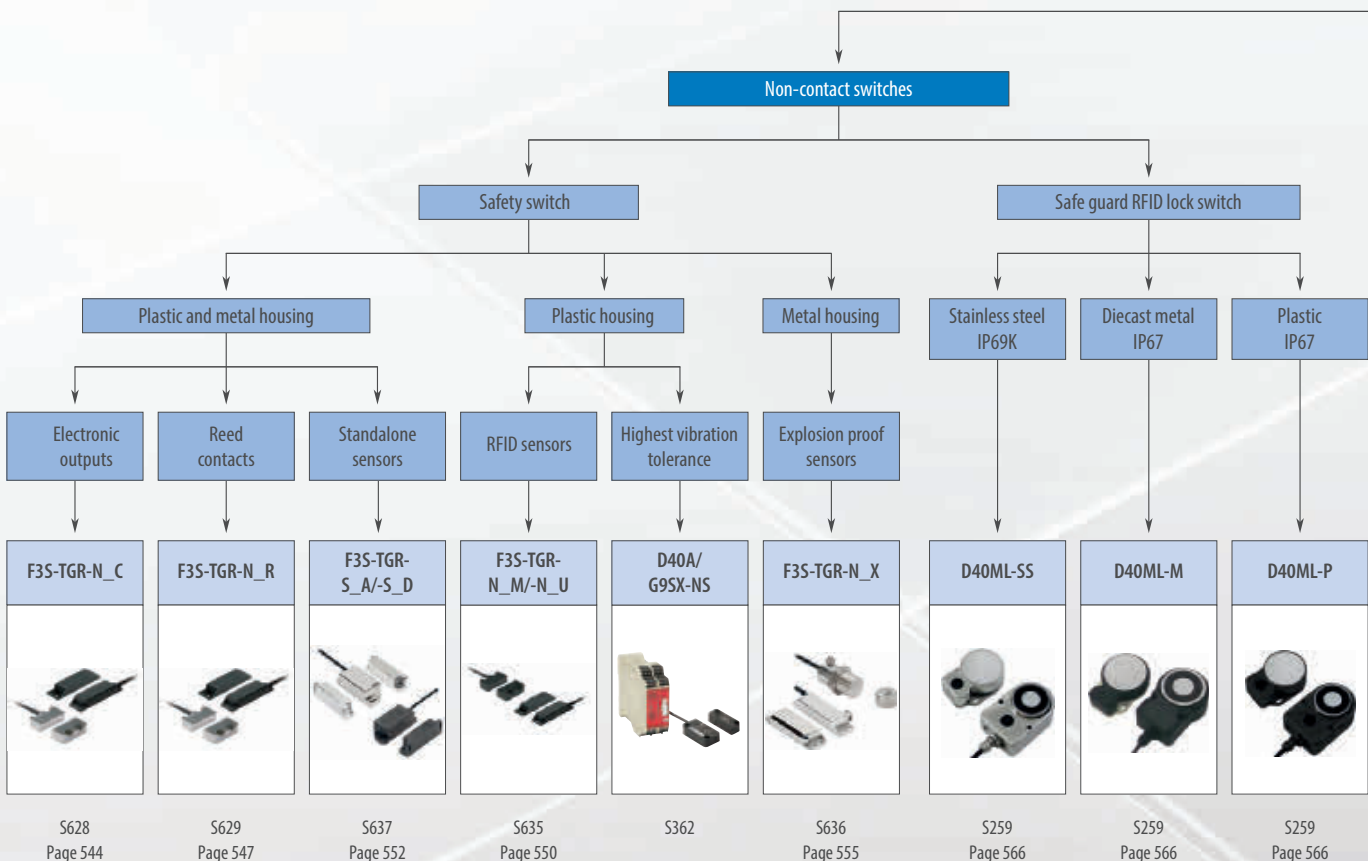 Non-contact switches
Safety switch
Safe guard RFID lock switch
Plastic and metal housing
Plastic housing
Metal housing
Stainless steel
IP69K
Diecast metal
IP67
Plastic
IP67
Electronic
outputs
Reed
contacts
Standalone
sensors
RFID sensors
Highest vibration
tolerance
Explosion proof
sensors
F3S-TGR-N_C
F3S-TGR-N_R
F3S-TGR-
S_A/-S_D
F3S-TGR-
N_M/-N_U
D40A/
G9SX-NS
F3S-TGR-N_X
D40ML-SS
D40ML-M
D40ML-P
S628
Page 544
S629
Page 547
S637
Page 552
S635
Page 550
S362
S636
Page 555
S259
Page 566
S259
Page 566
S259
Page 566